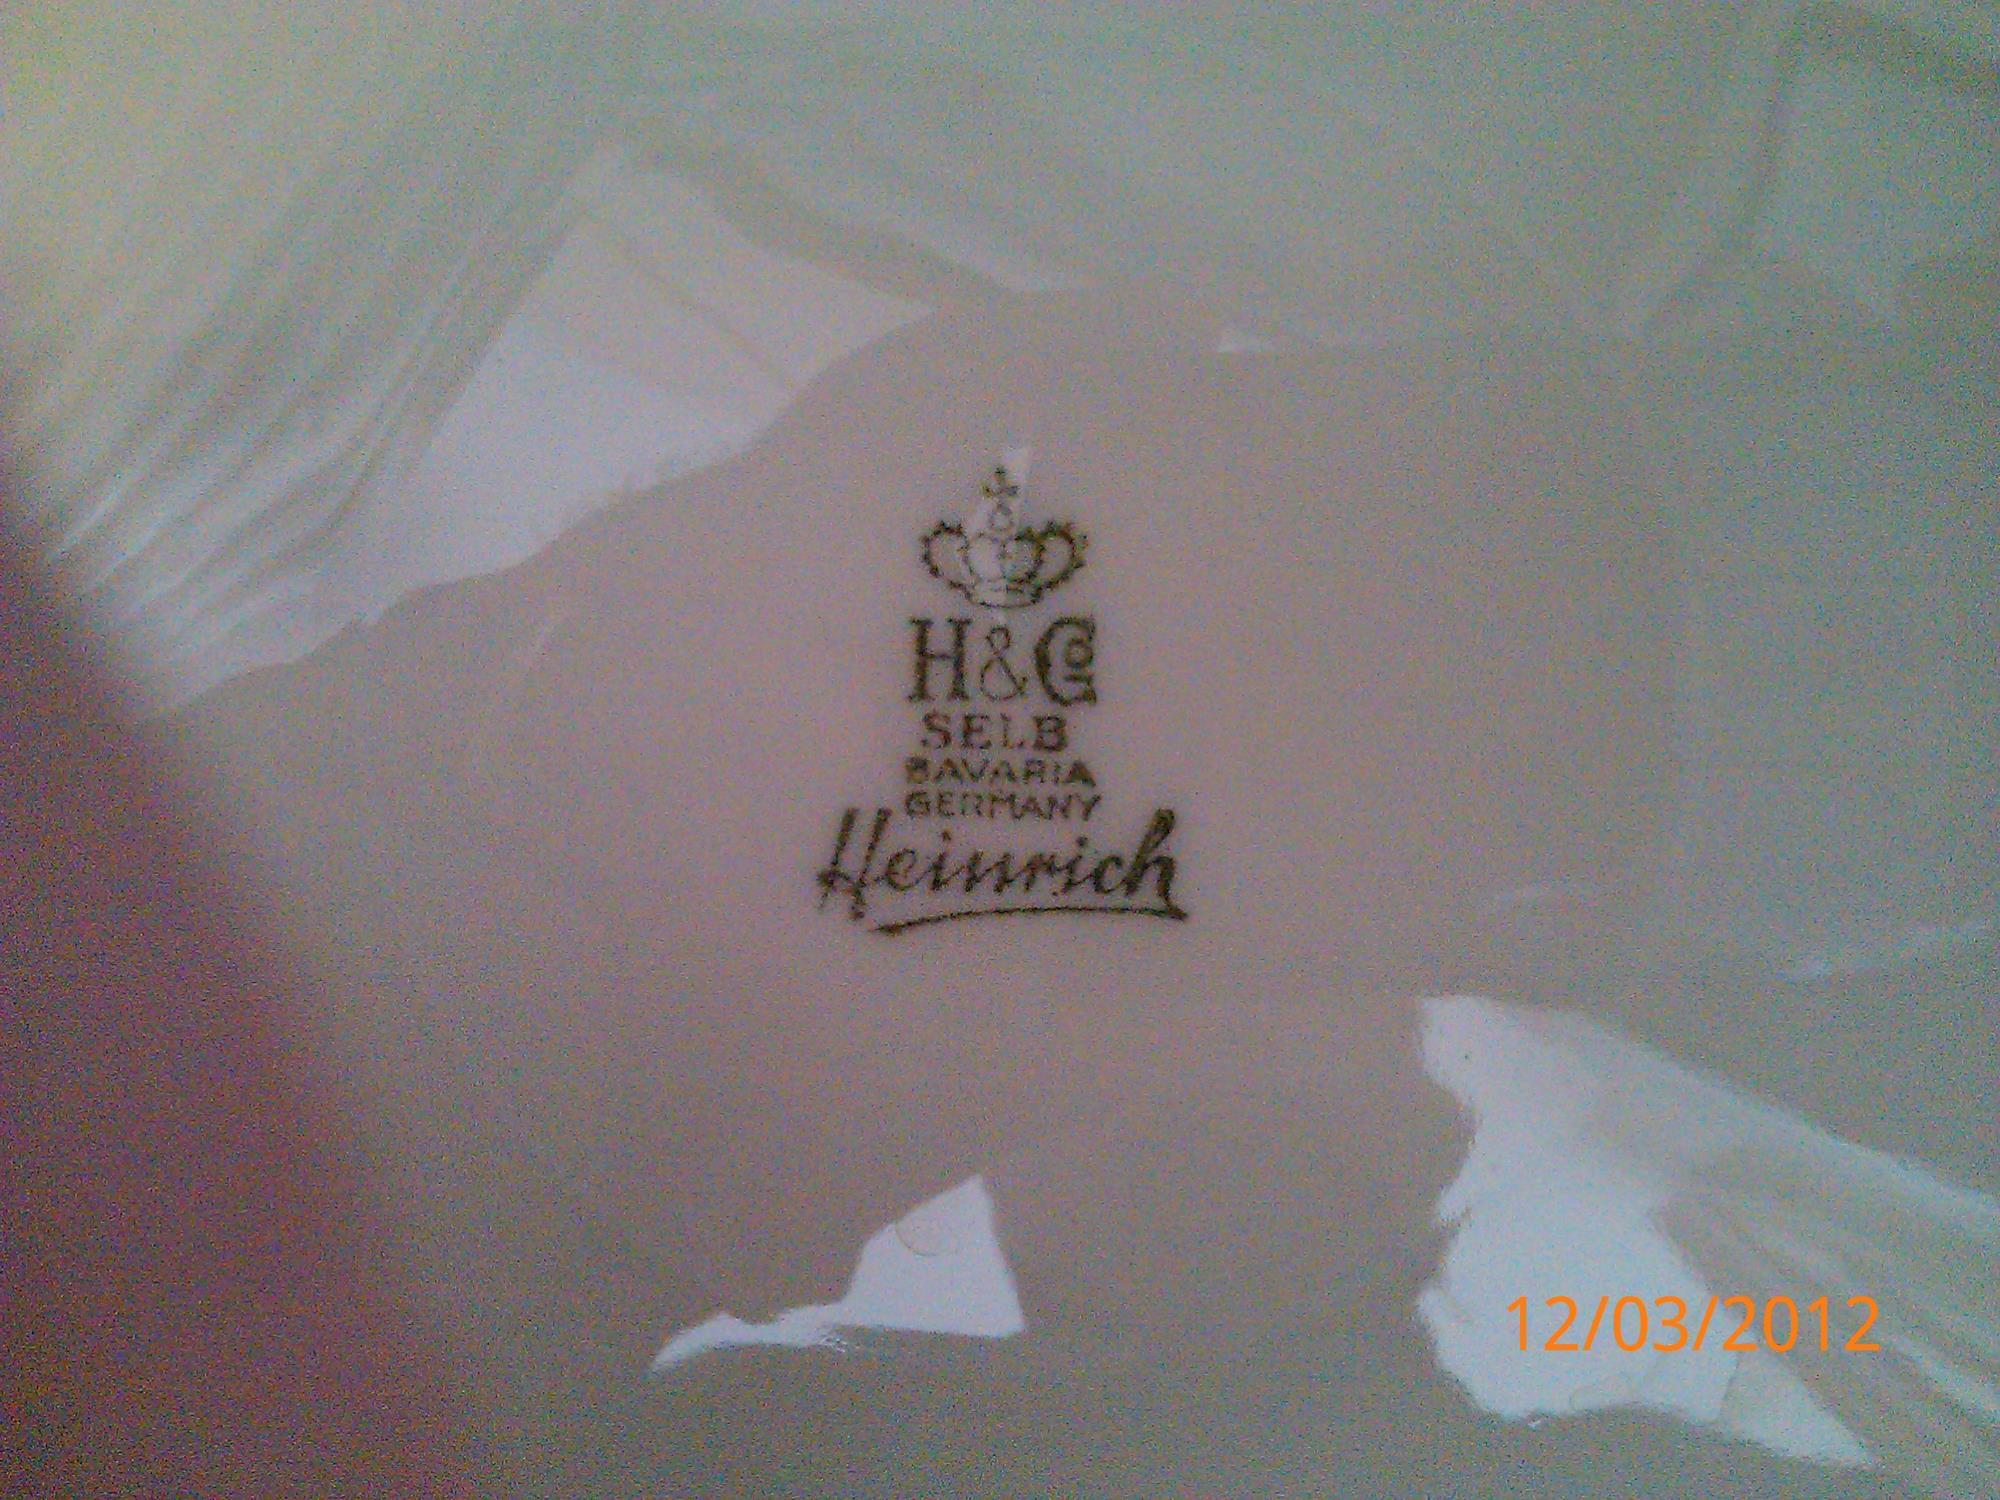 H&Co
SELB
BAVARIA
GERMANY
Heinrich
12/03/2012